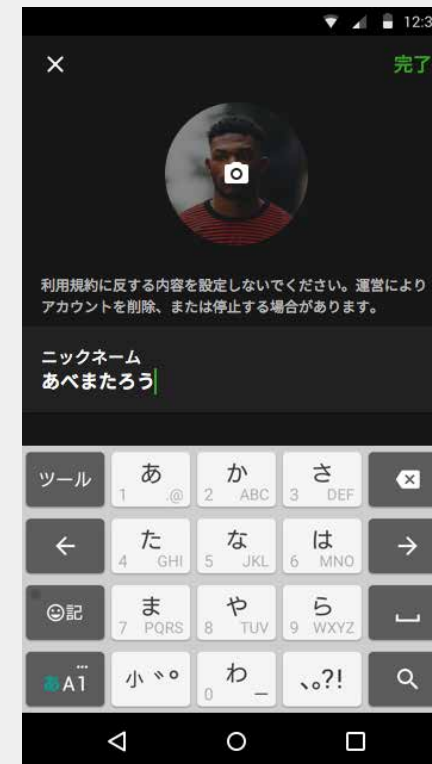 12:3
完了
利用規約に反する内容を設定しないでください。運営により
アカウントを削除、または停止する場合があります。
ニックネーム
あべまたろう
ツール
あ
1 .@
か
2 ABC
さ
3 DEF
た
4 GHI
な
5 JKL
は
6 MNO
記
ま
7 PQRS
や
8 TUV
ら
9 WXYZ
あA1
小 ゛゜
わ
0 _
、。?!